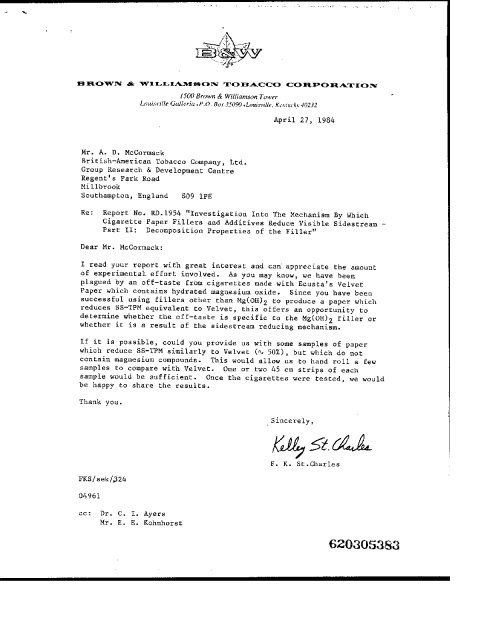 B&W
BROWN & WILLIAMSON TOBACCO CORPORATION
1500 Brown & Williamson Tower
Louisville Galleria • P.O. Box 35090 • Louisville, Kentucky 40232
April 27, 1984
Mr. A. D. McCormack
British-American Tobacco Company, Ltd.
Group Research & Development Centre
Regent's Park Road
Millbrook
Southampton, England S09 1PE
Re: Report No. RD.1954 "Investigation Into The Mechanism By Which
Cigarette Paper Fillers and Additives Reduce Visible Sidestream -
Part II: Decomposition Properties of the Filler"
Dear Mr. McCormack:
I read your report with great interest and can appreciate the amount
of experimental effort involved. As you may know, we have been
plagued by an off-taste from cigarettes made with Ecusta's Velvet
Paper which contains hydrated magnesium oxide. Since you have been
successful using fillers other than Mg(OH)2 to produce a paper which
reduces SS-TPM equivalent to Velvet, this offers an opportunity to
determine whether the off-taste is specific to the Mg(OH)2 filler or
whether it is a result of the sidestream reducing mechanism.
If it is possible, could you provide us with some samples of paper
which reduce SS-TPM similarly to Velvet (~ 50%), but which do not
contain magnesium compounds. This would allow us to hand roll a few
samples to compare with Velvet. One or two 45 cm strips of each
sample would be sufficient. Once the cigarettes were tested, we would
be happy to share the results.
Thank you.
Sincerely,
Kelley St. Charles
F. K. St.Charles
FKS/sek/324
04961
cc: Dr. C. I. Ayers
Mr. E. E. Kohnhorst
620305383